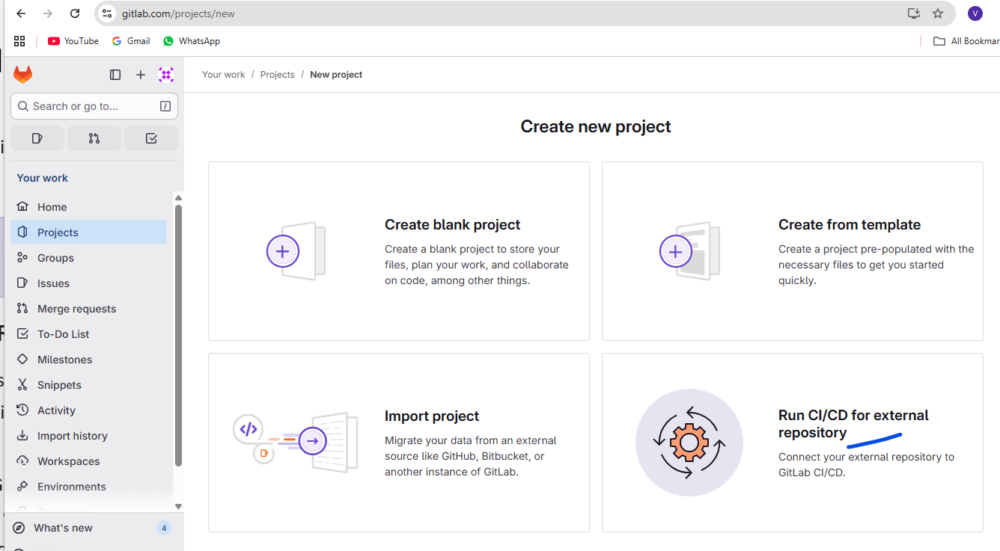 gitlab.com/projects/new
V
YouTube
Gmail
WhatsApp
All Bookmar
Your work / Projects / New project
Search or go to...
/
Create new project
Your work
Home
Projects
Groups
Issues
Merge requests
To-Do List
Milestones
Snippets
Activity
Import history
Workspaces
Environments
Operations
What's new
4
Create blank project
Create a blank project to store your
files, plan your work, and collaborate
on code, among other things.
Create from template
Create a project pre-populated with the
necessary files to get you started
quickly.
Import project
Migrate your data from an external
source like GitHub, Bitbucket, or
another instance of GitLab.
Run CI/CD for external
repository
Connect your external repository to
GitLab CI/CD.